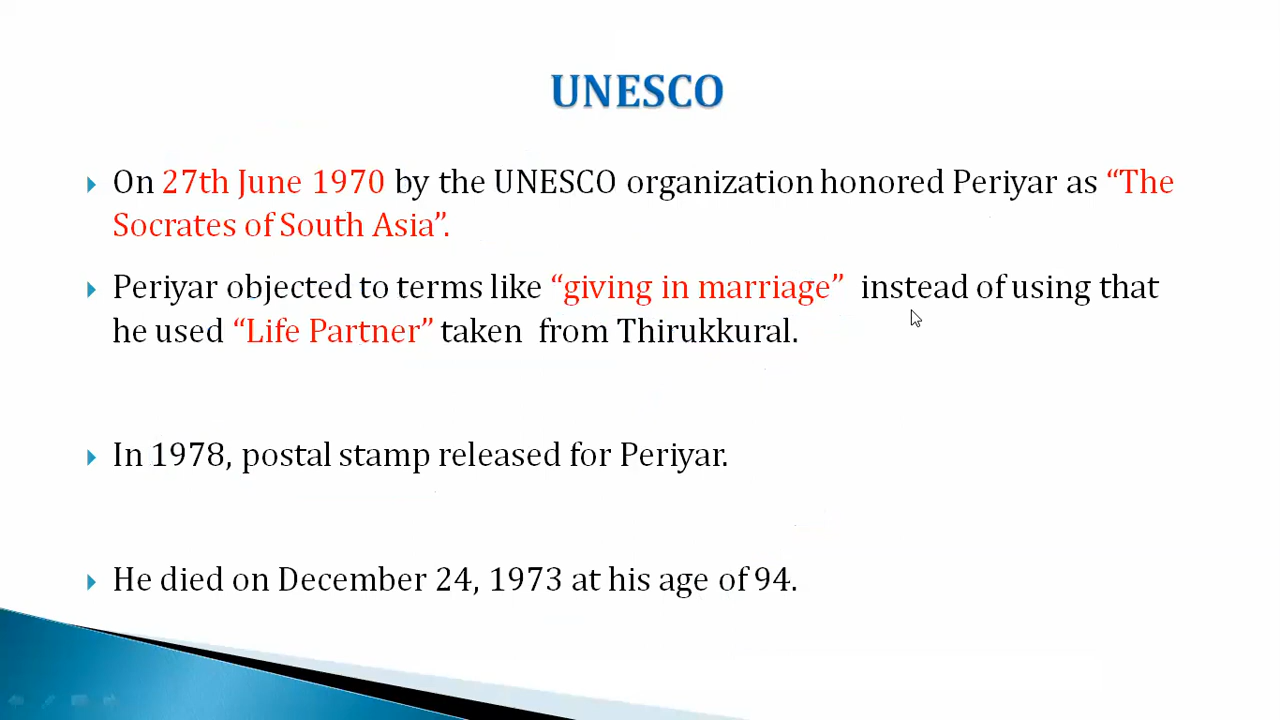 UNESCO
On 27th June 1970 by the UNESCO organization honored Periyar as “The
Socrates of South Asia”.
Periyar objected to terms like “giving in marriage” instead of using that
he used “Life Partner” taken from Thirukkural.
In 1978, postal stamp released for Periyar.
He died on December 24, 1973 at his age of 94.